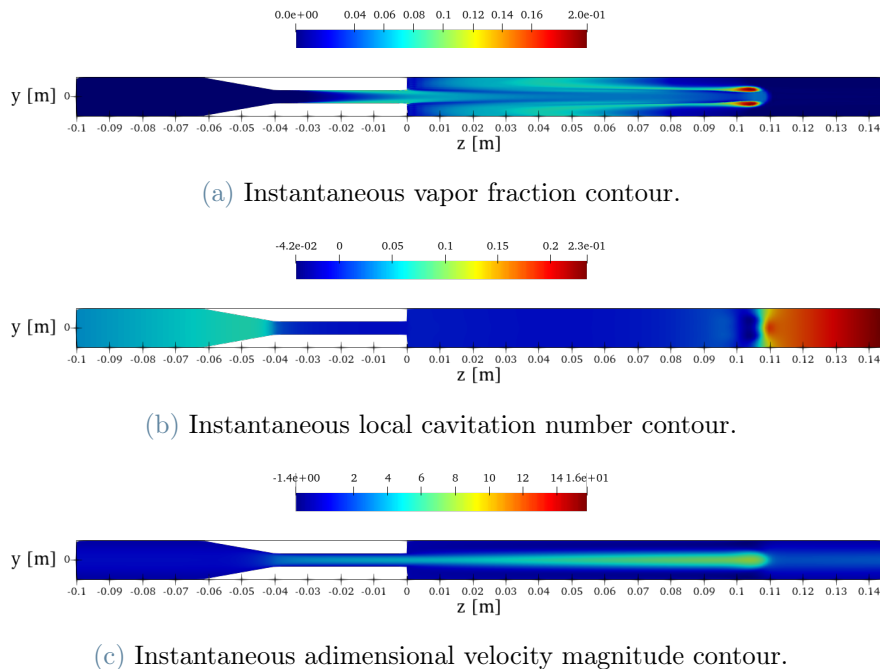 0.0e+00 0.04 0.06 0.08 0.1 0.12 0.14 0.16 2.0e-01
y [m] 0
-0.1 -0.09 -0.08 -0.07 -0.06 -0.05 -0.04 -0.03 -0.02 -0.01 0 0.01 0.02 0.03 0.04 0.05 0.06 0.07 0.08 0.09 0.1 0.11 0.12 0.13 0.14
z [m]
(a) Instantaneous vapor fraction contour.
-4.2e-02 0 0.05 0.1 0.15 0.2 2.3e-01
y [m] 0
-0.1 -0.09 -0.08 -0.07 -0.06 -0.05 -0.04 -0.03 -0.02 -0.01 0 0.01 0.02 0.03 0.04 0.05 0.06 0.07 0.08 0.09 0.1 0.11 0.12 0.13 0.14
z [m]
(b) Instantaneous local cavitation number contour.
-1.4e+00 2 4 6 8 10 12 14 1.6e+01
y [m] 0
-0.1 -0.09 -0.08 -0.07 -0.06 -0.05 -0.04 -0.03 -0.02 -0.01 0 0.01 0.02 0.03 0.04 0.05 0.06 0.07 0.08 0.09 0.1 0.11 0.12 0.13 0.14
z [m]
(c) Instantaneous adimensional velocity magnitude contour.